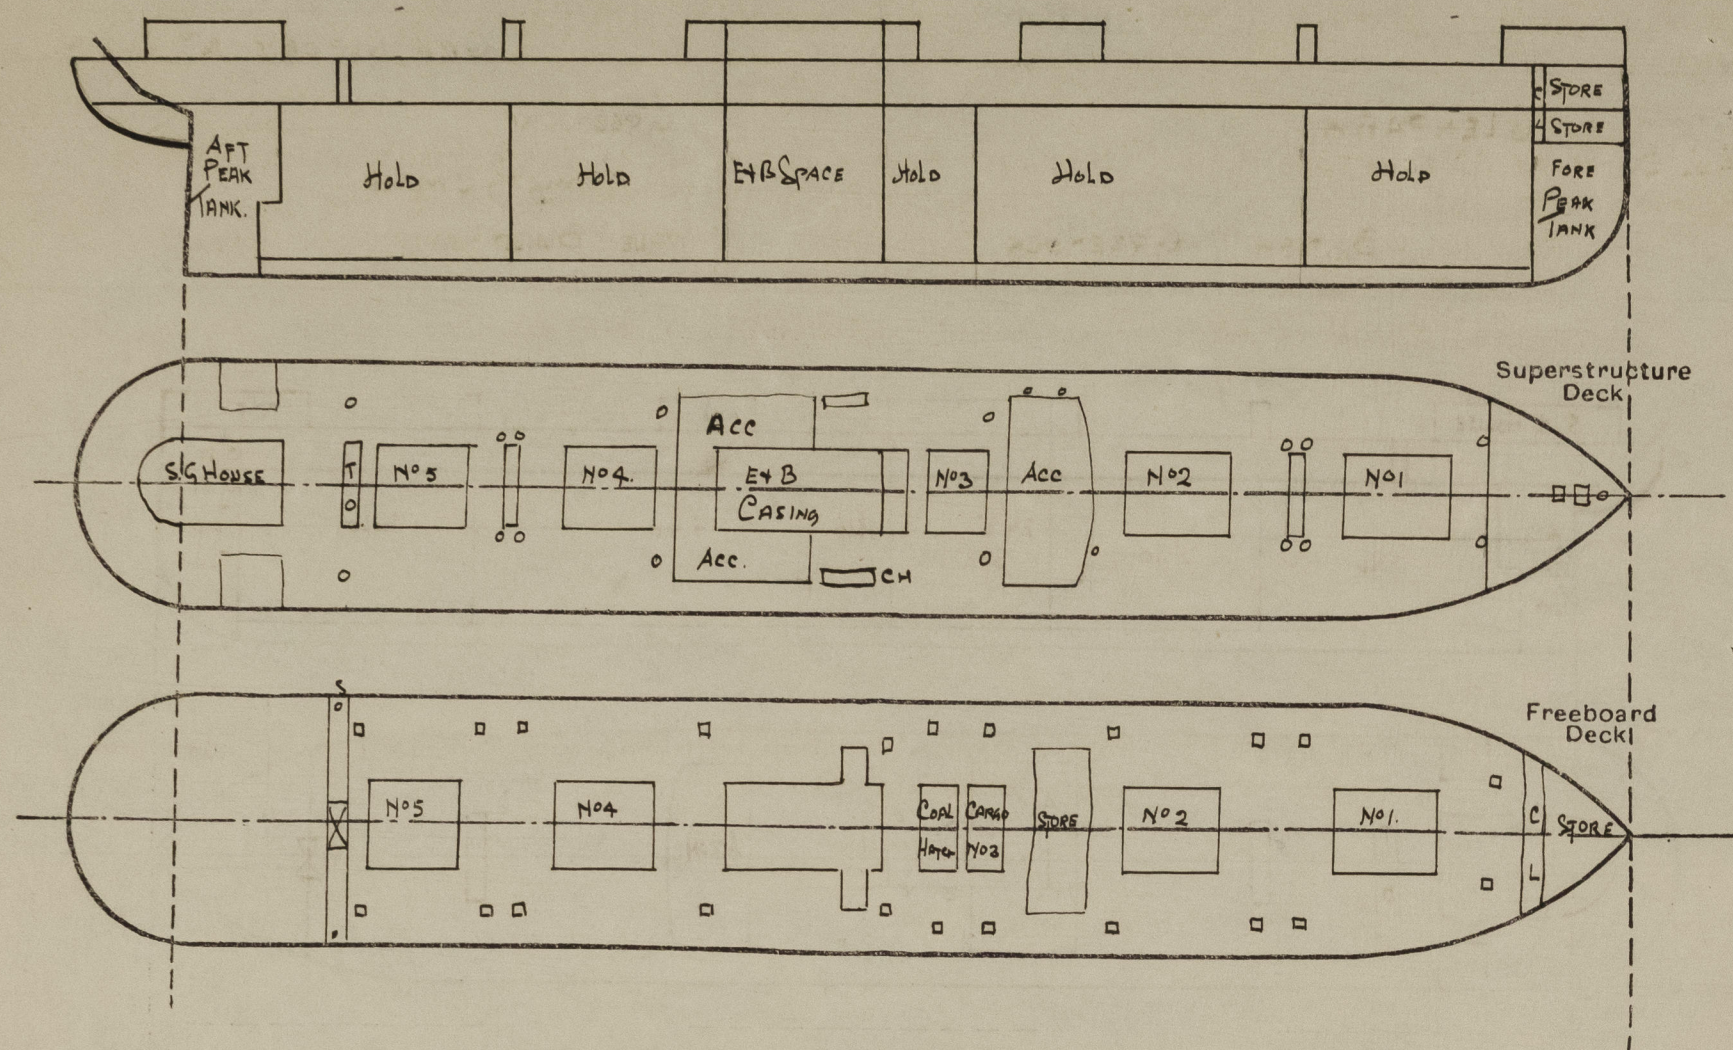 C STORE
L STORE
AFT
PEAK
TANK.
HOLD
HOLD
E+B SPACE
HOLD
HOLD
HOLD
FORE
PEAK
TANK
Superstructure
Deck
S.G HOUSE
T
Nº5
Nº4.
ACC
E+B
CASING
ACC.
CH
Nº3
ACC
Nº2
Nº1
Freeboard
Deck
S
Nº5
Nº4
COAL
HATCH
CARGO
Nº3
STORE
Nº2
Nº1.
C
L
STORE